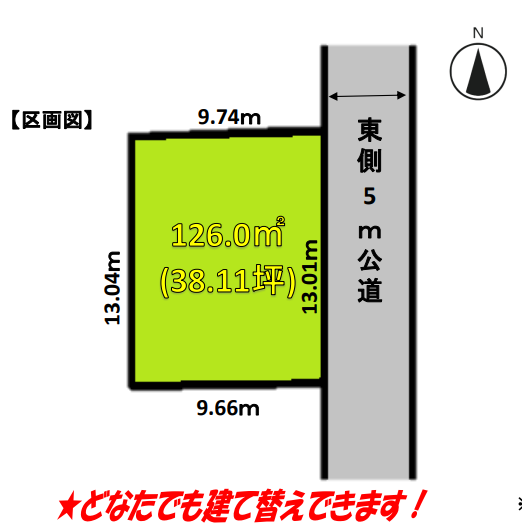 N
【区画図】
9.74m
東側5m公道
126.0㎡
(38.11坪)
13.04m
13.01m
9.66m
★どなたでも建て替えできます！
※